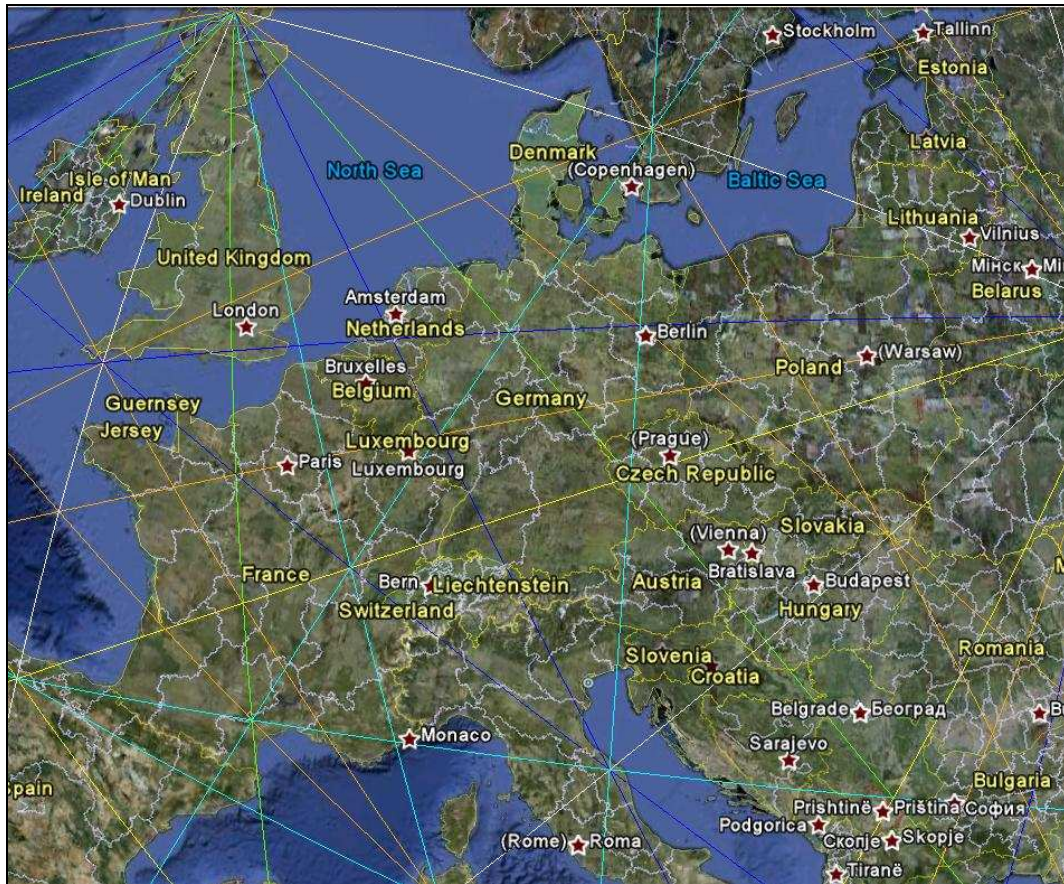 Stockholm
Tallinn
Estonia
Latvia
Denmark
North Sea
(Copenhagen)
Baltic Sea
Isle of Man
Ireland
Dublin
Lithuania
Vilnius
United Kingdom
Мінск
Belarus
Amsterdam
London
Netherlands
Berlin
(Warsaw)
Poland
Bruxelles
Belgium
Germany
Guernsey
Jersey
Luxembourg
(Prague)
Paris
Luxembourg
Czech Republic
Slovakia
(Vienna)
Bratislava
France
Bern
Liechtenstein
Austria
Budapest
Switzerland
Hungary
Romania
Slovenia
Croatia
Belgrade
Београд
Monaco
Sarajevo
Bulgaria
Prishtinë
Priština
София
Podgorica
Скопје
Skopje
(Rome)
Roma
Tiranë